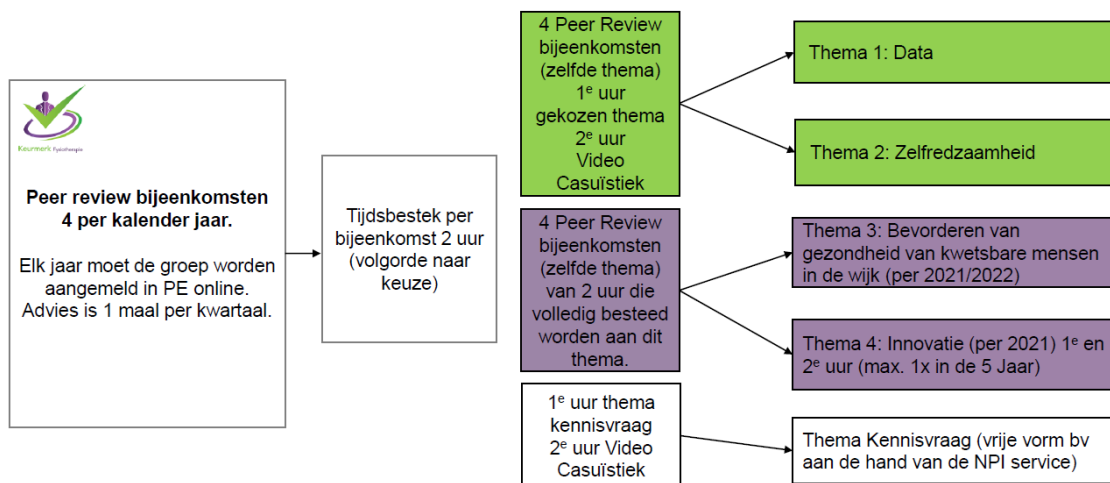 Keurmerk Fysiotherapie
Peer review bijeenkomsten
4 per kalender jaar.
Elk jaar moet de groep worden
aangemeld in PE online.
Advies is 1 maal per kwartaal.
Tijdsbestek per
bijeenkomst 2 uur
(volgorde naar
keuze)
4 Peer Review
bijeenkomsten
(zelfde thema)
1e uur
gekozen thema
2e uur
Video
Casuïstiek
Thema 1: Data
Thema 2: Zelfredzaamheid
4 Peer Review
bijeenkomsten
(zelfde thema)
van 2 uur die
volledig besteed
worden aan dit
thema.
Thema 3: Bevorderen van
gezondheid van kwetsbare mensen
in de wijk (per 2021/2022)
Thema 4: Innovatie (per 2021) 1e en
2e uur (max. 1x in de 5 Jaar)
1e uur thema
kennisvraag
2e uur Video
Casuïstiek
Thema Kennisvraag (vrije vorm bv
aan de hand van de NPI service)